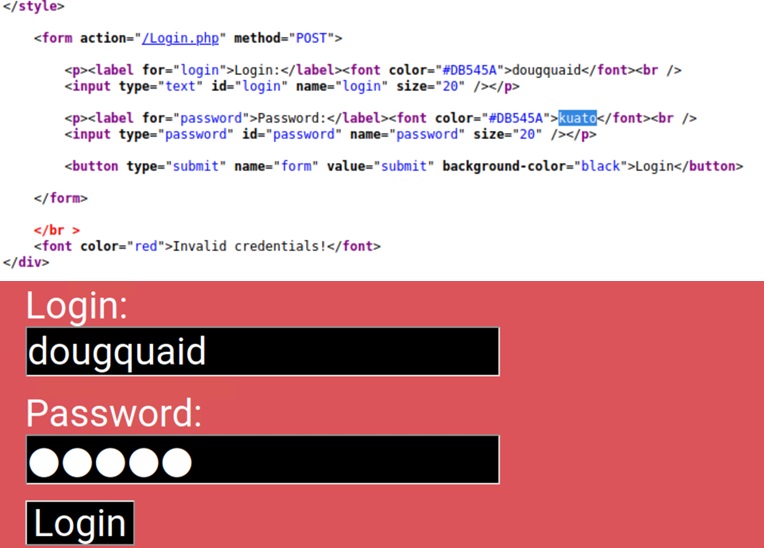 </style>
<form action="/Login.php" method="POST">
<p><label for="login">Login:</label><font color="#DB545A">dougquaid</font><br />
<input type="text" id="login" name="login" size="20" /></p>
<p><label for="password">Password:</label><font color="#DB545A">kuato</font><br />
<input type="password" id="password" name="password" size="20" /></p>
<button type="submit" name="form" value="submit" background-color="black">Login</button>
</form>
</br >
<font color="red">Invalid credentials!</font>
</div>
Login:
dougquaid
Password:
●●●●●
Login